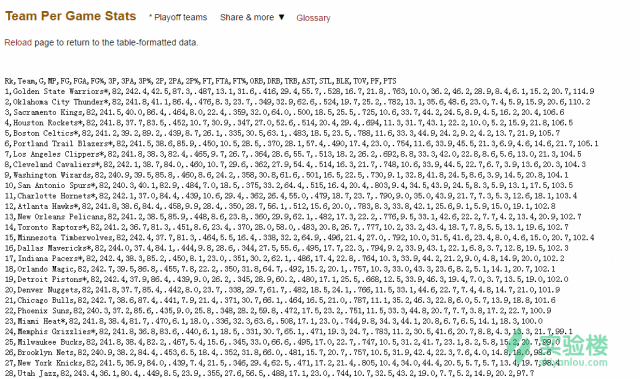 Team Per Game Stats * Playoff teams Share & more ▼ Glossary
Reload page to return to the table-formatted data.
Rk,Team,G,MP,FG,FGA,FG%,3P,3PA,3P%,2P,2PA,2P%,FT,FTA,FT%,ORB,DRB,TRB,AST,STL,BLK,TOV,PF,PTS
1,Golden State Warriors*,82,242.4,42.5,87.3,.487,13.1,31.6,.416,29.4,55.7,.528,16.7,21.8,.763,10.0,36.2,46.2,28.9,8.4,6.1,15.2,20.7,114.9
2,Oklahoma City Thunder*,82,241.8,41.1,86.4,.476,8.3,23.7,.349,32.9,62.6,.524,19.7,25.2,.782,13.1,35.6,48.6,23.0,7.4,5.9,15.9,20.6,110.2
3,Sacramento Kings,82,241.5,40.0,86.4,.464,8.0,22.4,.359,32.0,64.0,.500,18.5,25.5,.725,10.6,33.7,44.2,24.5,8.9,4.5,16.2,20.4,106.6
4,Houston Rockets*,82,241.8,37.7,83.5,.452,10.7,30.9,.347,27.0,52.6,.514,20.4,29.4,.694,11.3,31.7,43.1,22.2,10.0,5.2,15.9,21.8,106.5
5,Boston Celtics*,82,241.2,39.2,89.2,.439,8.7,26.1,.335,30.5,63.1,.483,18.5,23.5,.788,11.6,33.3,44.9,24.2,9.2,4.2,13.7,21.9,105.7
6,Portland Trail Blazers*,82,241.5,38.6,85.9,.450,10.5,28.5,.370,28.1,57.4,.490,17.4,23.0,.754,11.6,33.9,45.5,21.3,6.9,4.6,14.6,21.7,105.1
7,Los Angeles Clippers*,82,241.8,38.3,82.4,.465,9.7,26.7,.364,28.6,55.7,.513,18.2,26.2,.692,8.8,33.3,42.0,22.8,8.6,5.6,13.0,21.3,104.5
8,Cleveland Cavaliers*,82,242.1,38.7,84.0,.460,10.7,29.6,.362,27.9,54.4,.514,16.3,21.7,.748,10.6,33.9,44.5,22.7,6.7,3.9,13.6,20.3,104.3
9,Washington Wizards,82,240.9,39.5,85.8,.460,8.6,24.2,.358,30.8,61.6,.501,16.5,22.5,.730,9.1,32.8,41.8,24.5,8.6,3.9,14.5,20.8,104.1
10,San Antonio Spurs*,82,240.3,40.1,82.9,.484,7.0,18.5,.375,33.2,64.4,.515,16.4,20.4,.803,9.4,34.5,43.9,24.5,8.3,5.9,13.1,17.5,103.5
11,Charlotte Hornets*,82,242.1,37.0,84.4,.439,10.6,29.4,.362,26.4,55.0,.479,18.7,23.7,.790,9.0,35.0,43.9,21.7,7.3,5.3,12.6,18.1,103.4
12,Atlanta Hawks*,82,241.8,38.6,84.4,.458,9.9,28.4,.350,28.7,56.1,.512,15.6,20.0,.783,8.3,33.8,42.1,25.6,9.1,5.9,15.0,19.1,102.8
13,New Orleans Pelicans,82,241.2,38.5,85.9,.448,8.6,23.8,.360,29.9,62.1,.482,17.3,22.2,.776,9.5,33.1,42.6,22.2,7.7,4.2,13.4,20.9,102.7
14,Toronto Raptors*,82,241.2,36.7,81.3,.451,8.6,23.4,.370,28.0,58.0,.483,20.8,26.7,.777,10.2,33.2,43.4,18.7,7.8,5.5,13.1,19.6,102.7
15,Minnesota Timberwolves,82,242.4,37.7,81.3,.464,5.5,16.4,.338,32.2,64.9,.496,21.4,27.0,.792,10.0,31.5,41.6,23.4,8.0,4.6,15.0,20.7,102.4
16,Dallas Mavericks*,82,244.0,37.4,84.1,.444,9.8,28.6,.344,27.5,55.6,.495,17.7,22.3,.794,9.2,33.9,43.1,22.1,6.8,3.7,12.8,19.5,102.3
17,Indiana Pacers*,82,242.4,38.3,85.2,.450,8.1,23.0,.351,30.2,62.1,.486,17.4,22.8,.764,10.3,33.9,44.2,21.2,9.0,4.8,14.9,20.0,102.2
18,Orlando Magic,82,242.7,39.5,86.8,.455,7.8,22.2,.350,31.8,64.7,.492,15.2,20.1,.757,10.3,33.0,43.3,23.6,8.2,5.1,14.1,20.7,102.1
19,Detroit Pistons*,82,242.4,37.9,86.4,.439,9.0,26.2,.345,28.9,60.2,.480,17.1,25.5,.668,12.5,33.9,46.3,19.4,7.0,3.7,13.5,19.0,102.0
20,Denver Nuggets,82,241.8,37.7,85.4,.442,8.0,23.7,.338,29.7,61.7,.482,18.5,24.1,.766,11.5,33.1,44.6,22.7,7.4,4.8,14.7,21.0,101.9
21,Chicago Bulls,82,242.7,38.6,87.4,.441,7.9,21.4,.371,30.7,66.1,.464,16.5,21.0,.787,11.1,35.2,46.3,22.8,6.0,5.7,13.9,18.8,101.6
22,Phoenix Suns,82,240.3,37.2,85.6,.435,9.0,25.8,.348,28.2,59.8,.472,17.5,23.2,.751,11.5,33.3,44.8,20.7,7.7,3.8,17.2,22.7,100.9
23,Miami Heat*,82,241.8,38.4,81.7,.470,6.1,18.0,.336,32.3,63.6,.508,17.1,23.0,.744,9.8,34.3,44.1,20.8,6.7,6.5,14.1,18.3,100.0
24,Memphis Grizzlies*,82,241.8,36.8,83.6,.440,6.1,18.5,.331,30.7,65.1,.471,19.3,24.7,.783,11.2,30.5,41.6,20.7,8.8,4.3,13.3,21.7,99.1
25,Milwaukee Bucks,82,241.8,38.4,82.2,.467,5.4,15.6,.345,33.0,66.6,.495,17.0,22.7,.747,10.5,31.2,41.7,23.1,8.2,5.8,15.2,20.7,99.0
26,Brooklyn Nets,82,240.9,38.2,84.4,.453,6.5,18.4,.352,31.8,66.0,.481,15.7,20.7,.757,10.5,31.9,42.4,22.3,7.6,4.0,14.8,18.0,98.6
27,New York Knicks,82,241.5,36.9,84.0,.439,7.4,21.5,.346,29.4,62.5,.471,17.2,21.4,.805,10.4,34.0,44.4,20.5,5.7,5.7,13.4,19.7,98.4
28,Utah Jazz,82,243.4,36.1,80.4,.449,8.5,23.9,.355,27.6,56.5,.488,17.1,23.0,.744,10.7,32.5,43.2,19.0,7.7,5.2,14.9,20.2,97.7
实验楼